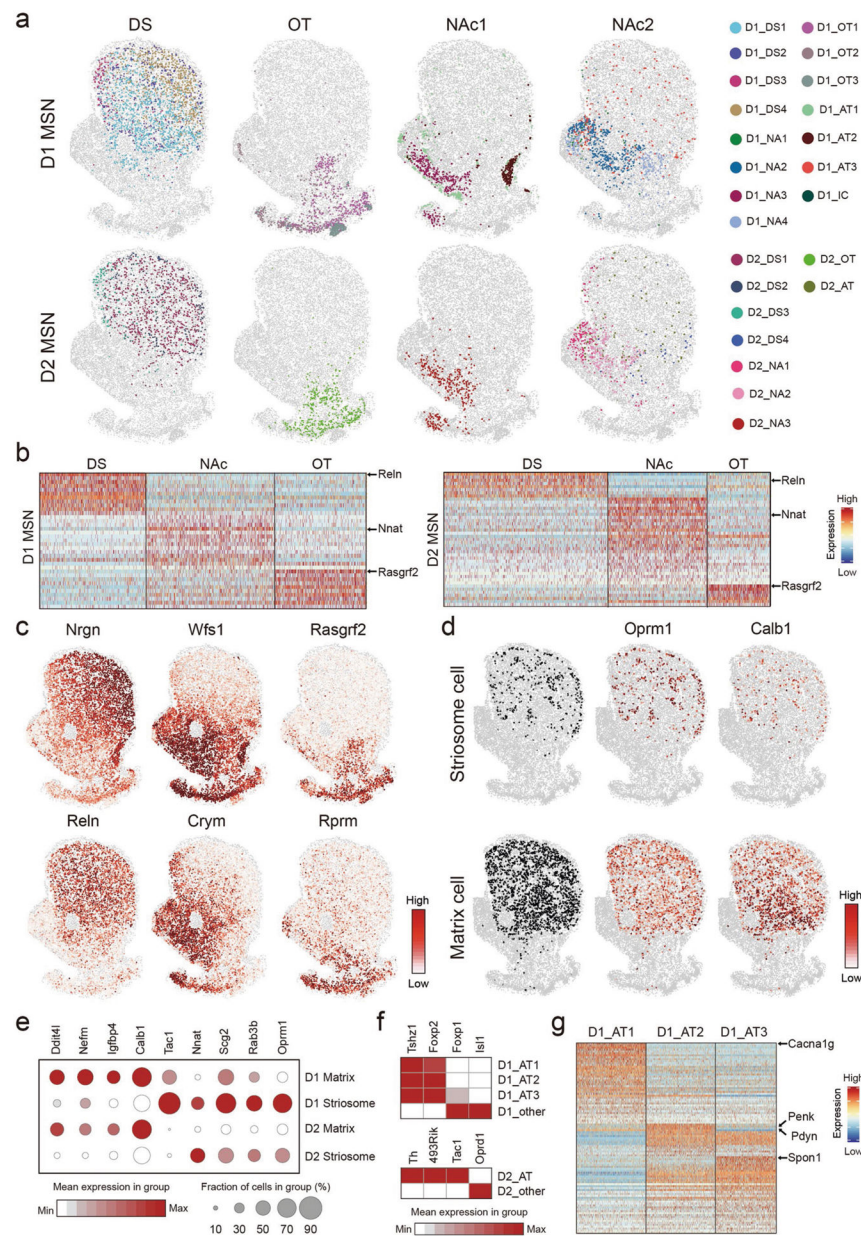 a
DS
OT
NAc1
NAc2
D1 MSN
D2 MSN
D1_DS1
D1_DS2
D1_DS3
D1_DS4
D1_NA1
D1_NA2
D1_NA3
D1_NA4
D1_OT1
D1_OT2
D1_OT3
D1_AT1
D1_AT2
D1_AT3
D1_IC
D2_DS1
D2_DS2
D2_DS3
D2_DS4
D2_NA1
D2_NA2
D2_NA3
D2_OT
D2_AT
b
DS
NAc
OT
D1 MSN
Reln
Nnat
Rasgrf2
DS
NAc
OT
D2 MSN
Reln
Nnat
Rasgrf2
High
Expression
Low
c
Nrgn
Wfs1
Rasgrf2
Reln
Crym
Rprm
High
Low
d
Oprm1
Calb1
Striosome cell
Matrix cell
High
Low
e
Ddit4l
Nefm
Igfbp4
Calb1
Tac1
Nnat
Scg2
Rab3b
Oprm1
D1 Matrix
D1 Striosome
D2 Matrix
D2 Striosome
Mean expression in group
Min
Max
Fraction of cells in group (%)
10 30 50 70 90
f
Tshz1
Foxp2
Foxp1
Isl1
D1_AT1
D1_AT2
D1_AT3
D1_other
Th
493Rik
Tac1
Oprd1
D2_AT
D2_other
Mean expression in group
Min
Max
g
D1_AT1
D1_AT2
D1_AT3
Cacna1g
Penk
Pdyn
Spon1
High
Expression
Low